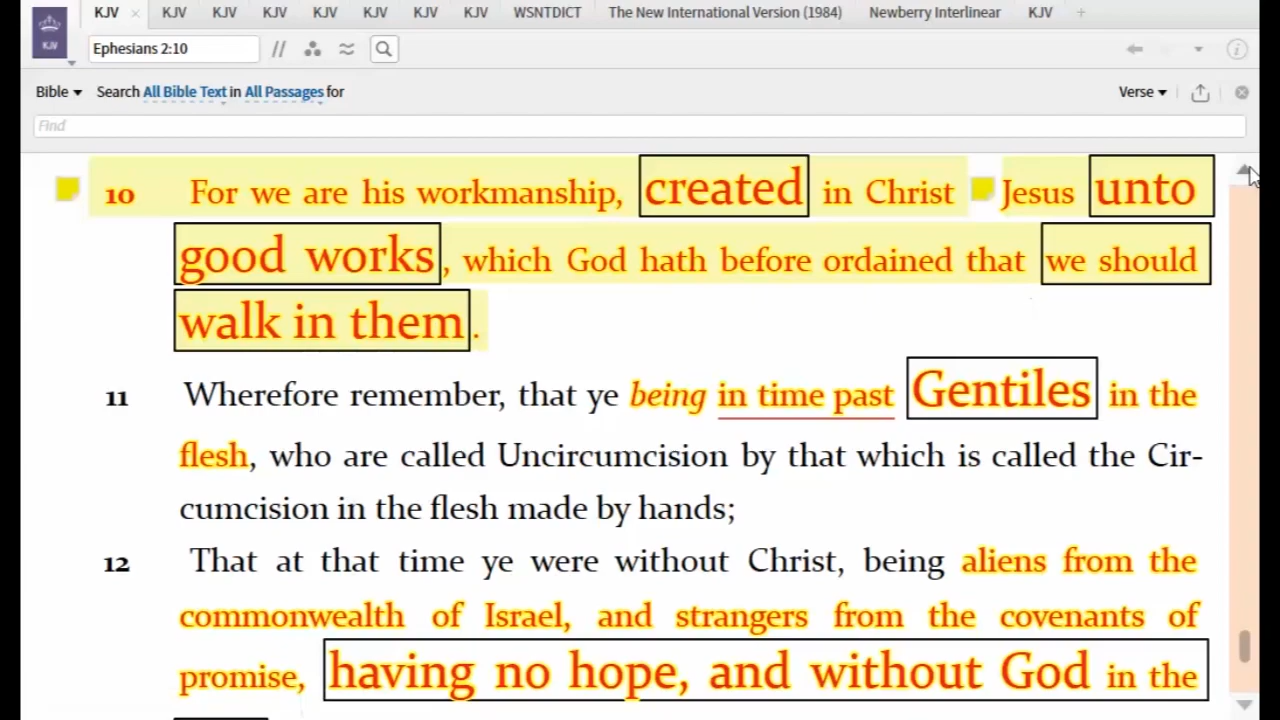 KJV KJV KJV KJV KJV KJV KJV KJV WSNTDICT The New International Version (1984) Newberry Interlinear KJV +
KJV
Ephesians 2:10
Bible Search All Bible Text in All Passages for Verse
Find
10 For we are his workmanship, created in Christ Jesus unto
good works, which God hath before ordained that we should
walk in them.
11 Wherefore remember, that ye being in time past Gentiles in the
flesh, who are called Uncircumcision by that which is called the Cir-
cumcision in the flesh made by hands;
12 That at that time ye were without Christ, being aliens from the
commonwealth of Israel, and strangers from the covenants of
promise, having no hope, and without God in the